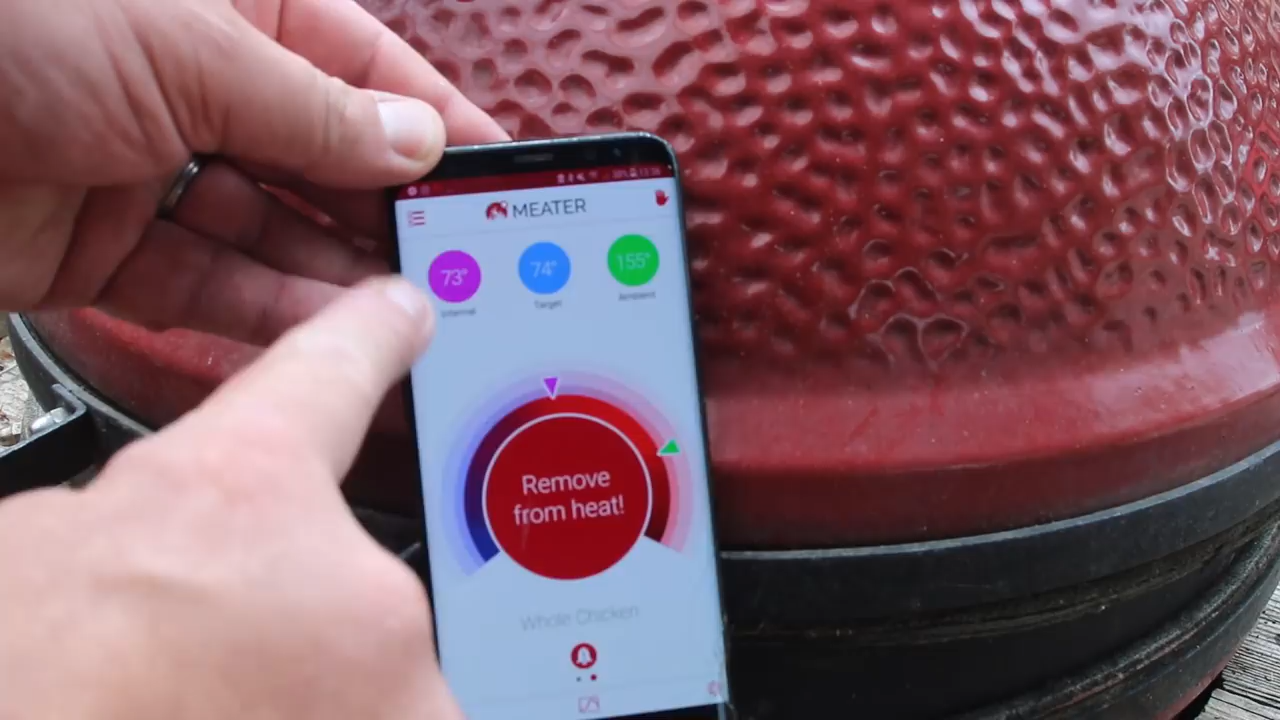 MEATER
73° 74° 155°
Internal Target Ambient
Remove
from heat!
Whole Chicken